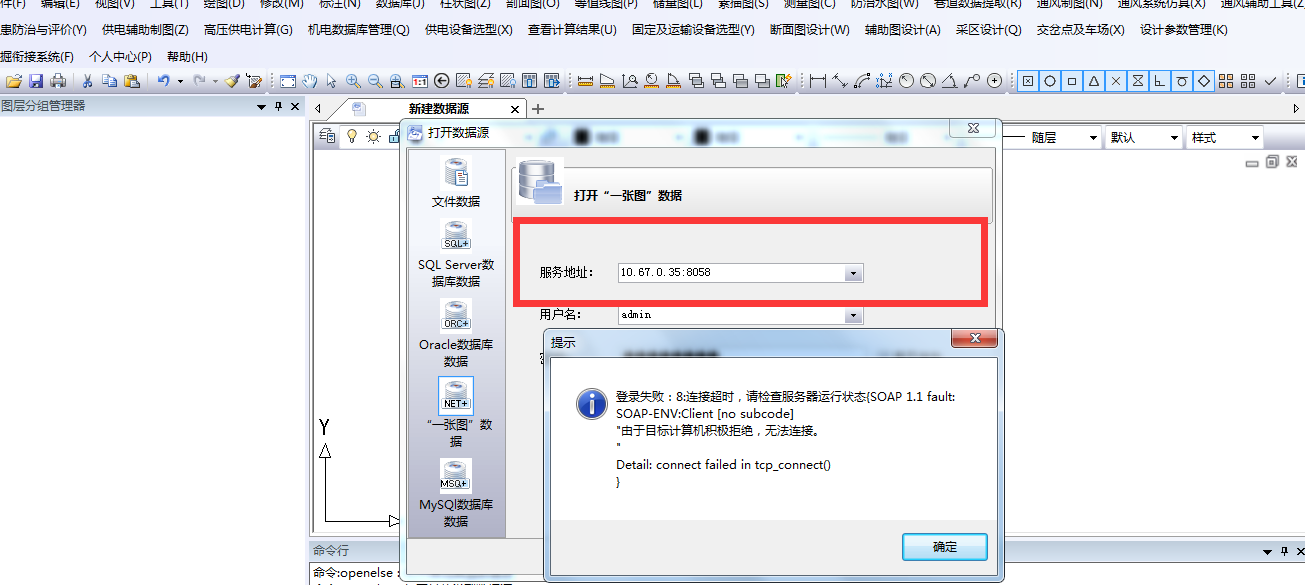 件(F) 编辑(E) 视图(V) 工具(T) 绘图(D) 修改(M) 标注(N) 数据库(J) 柱状图(Z) 剖面图(O) 等值线图(P) 储量图(L) 素描图(S) 测量图(C) 防治水图(W) 巷道数据提取(R) 通风制图(N) 通风系统仿真(X) 通风辅助工具(Z
患防治与评价(Y) 供电辅助制图(Z) 高压供电计算(G) 机电数据库管理(Q) 供电设备选型(X) 查看计算结果(U) 固定及运输设备选型(Y) 断面图设计(W) 辅助图设计(A) 采区设计(Q) 交岔点及车场(X) 设计参数管理(K)
掘衔接系统(F) 个人中心(P) 帮助(H)
图层分组管理器
新建数据源
打开数据源
随层
默认
样式
文件数据
SQL+
SQL Server数
据库数据
ORC+
Oracle数据库
数据
NET+
“一张图”数
据
MSQ+
MySQl数据库
数据
打开“一张图”数据
服务地址：
10.67.0.35:8058
用户名：
admin
提示
登录失败：8:连接超时，请检查服务器运行状态{SOAP 1.1 fault:
SOAP-ENV:Client [no subcode]
"由于目标计算机积极拒绝，无法连接。
"
Detail: connect failed in tcp_connect()
}
确定
Y
命令行
命令:openelse :